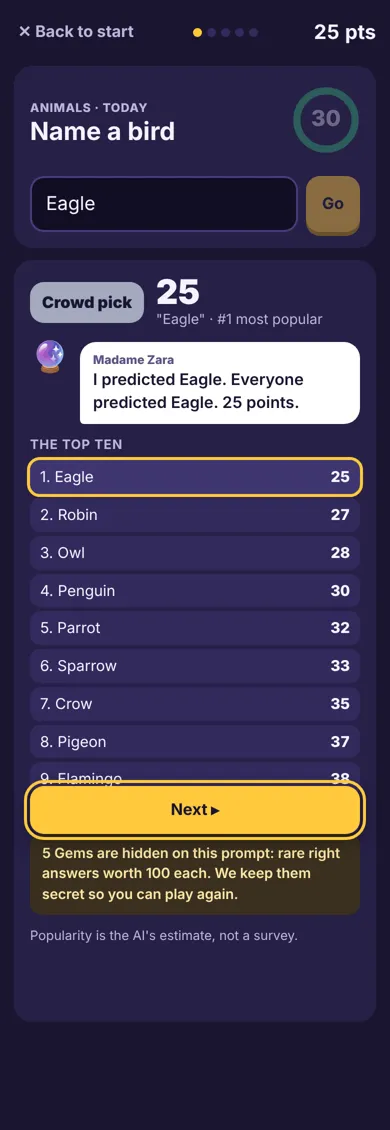 ✕ Back to start
25 pts
ANIMALS · TODAY
Name a bird
30
Eagle
Go
Crowd pick
25
"Eagle" · #1 most popular
Madame Zara
I predicted Eagle. Everyone
predicted Eagle. 25 points.
THE TOP TEN
1. Eagle 25
2. Robin 27
3. Owl 28
4. Penguin 30
5. Parrot 32
6. Sparrow 33
7. Crow 35
8. Pigeon 37
9. Flamingo 38
Next ▸
5 Gems are hidden on this prompt: rare right
answers worth 100 each. We keep them
secret so you can play again.
Popularity is the AI's estimate, not a survey.